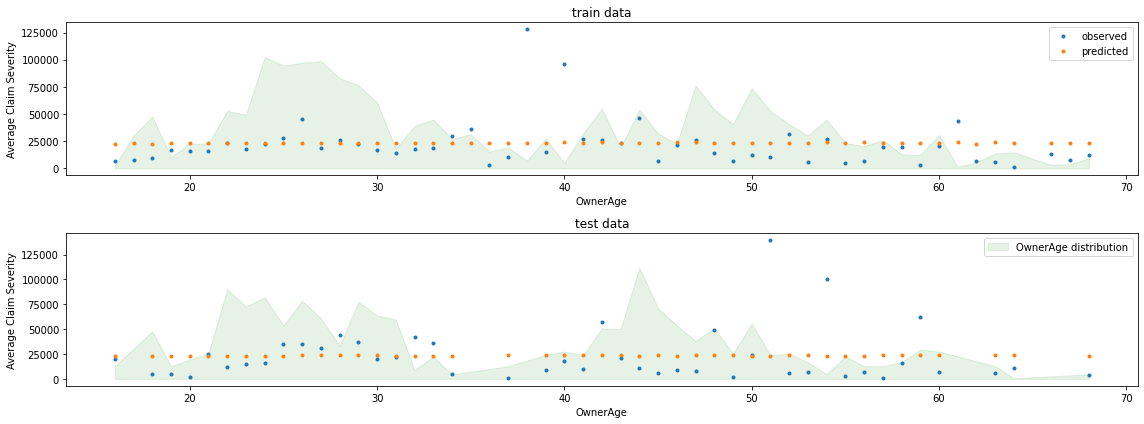 train data
Average Claim Severity
125000
100000
75000
50000
25000
0
observed
predicted
20
30
40
50
60
70
OwnerAge
test data
Average Claim Severity
125000
100000
75000
50000
25000
0
OwnerAge distribution
20
30
40
50
60
70
OwnerAge